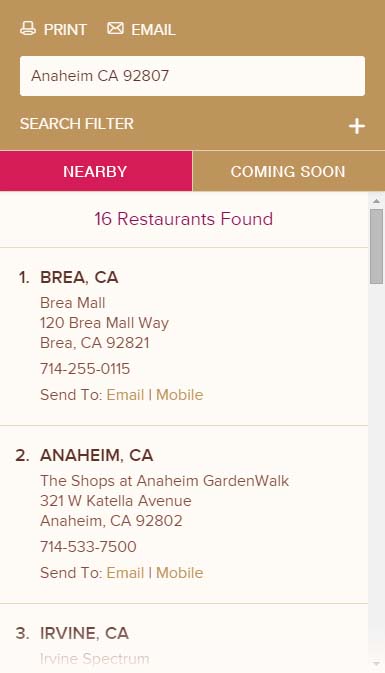 PRINT EMAIL
Anaheim CA 92807
SEARCH FILTER +
NEARBY COMING SOON
16 Restaurants Found
1. BREA, CA
Brea Mall
120 Brea Mall Way
Brea, CA 92821
714-255-0115
Send To: Email | Mobile
2. ANAHEIM, CA
The Shops at Anaheim GardenWalk
321 W Katella Avenue
Anaheim, CA 92802
714-533-7500
Send To: Email | Mobile
3. IRVINE, CA
Irvine Spectrum